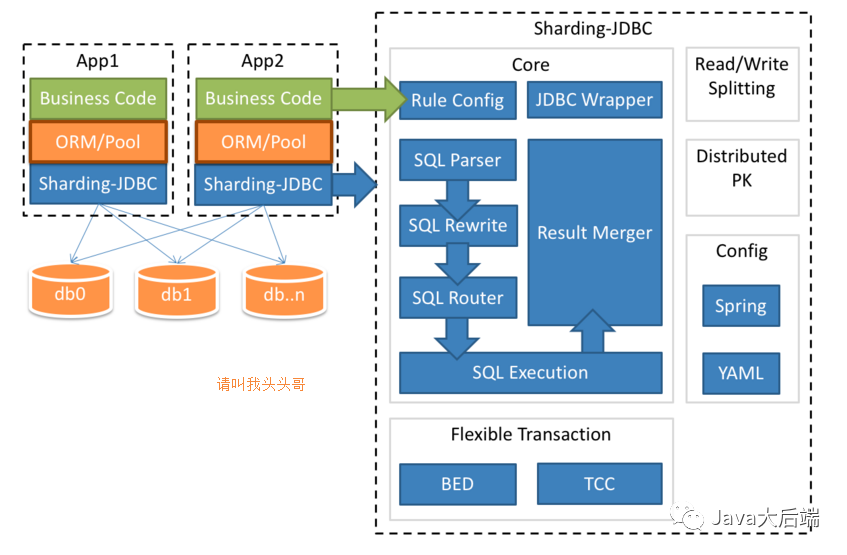 App1
Business Code
ORM/Pool
Sharding-JDBC
App2
Business Code
ORM/Pool
Sharding-JDBC
db0
db1
db..n
请叫我头头哥
Sharding-JDBC
Core
Rule Config
JDBC Wrapper
SQL Parser
SQL Rewrite
SQL Router
Result Merger
SQL Execution
Read/Write
Splitting
Distributed
PK
Config
Spring
YAML
Flexible Transaction
BED
TCC
Java大后端